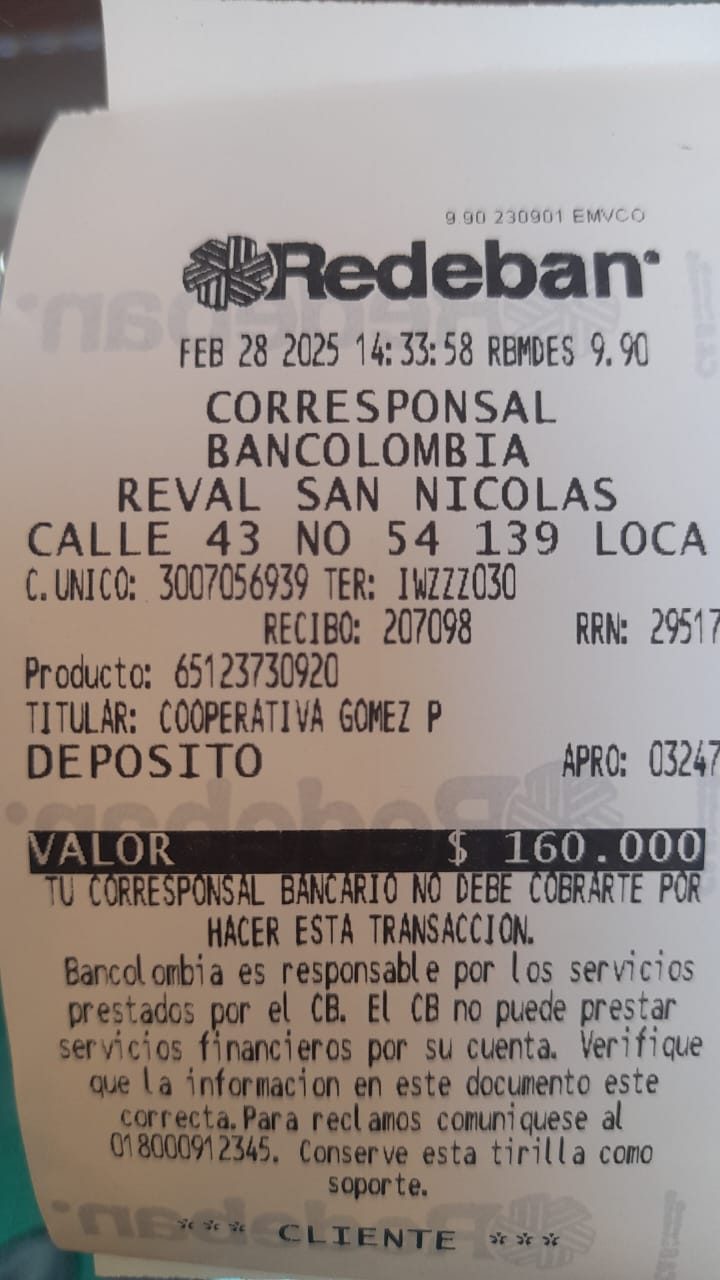 9.90 230901 EMVCO
Redeban
FEB 28 2025 14:33:58 RBMDES 9.90
CORRESPONSAL
BANCOLOMBIA
REVAL SAN NICOLAS
CALLE 43 NO 54 139 LOCA
C.UNICO: 3007056939 TER: IWZZZ030
RECIBO: 207098 RRN: 29517
Producto: 65123730920
TITULAR: COOPERATIVA GOMEZ P
DEPOSITO APRO: 03247
VALOR $ 160.000
TU CORRESPONSAL BANCARIO NO DEBE COBRARTE POR
HACER ESTA TRANSACCION.
Bancolombia es responsable por los servicios
prestados por el CB. El CB no puede prestar
servicios financieros por su cuenta. Verifique
que la informacion en este documento este
correcta.Para reclamos comuniquese al
018000912345. Conserve esta tirilla como
soporte.
*** CLIENTE ***